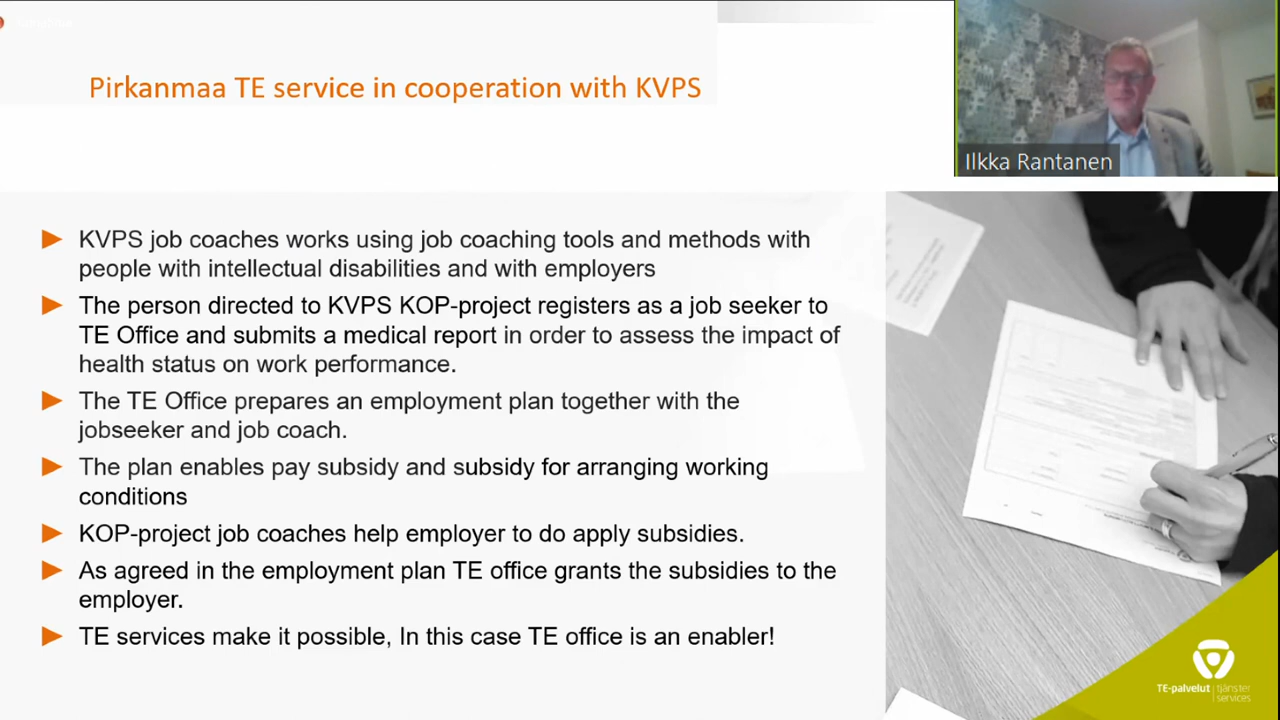 Pirkanmaa TE service in cooperation with KVPS
Ilkka Rantanen
KVPS job coaches works using job coaching tools and methods with
people with intellectual disabilities and with employers
The person directed to KVPS KOP-project registers as a job seeker to
TE Office and submits a medical report in order to assess the impact of
health status on work performance.
The TE Office prepares an employment plan together with the
jobseeker and job coach.
The plan enables pay subsidy and subsidy for arranging working
conditions
KOP-project job coaches help employer to do apply subsidies.
As agreed in the employment plan TE office grants the subsidies to the
employer.
TE services make it possible, In this case TE office is an enabler!
TE-palvelut | tjänster
services